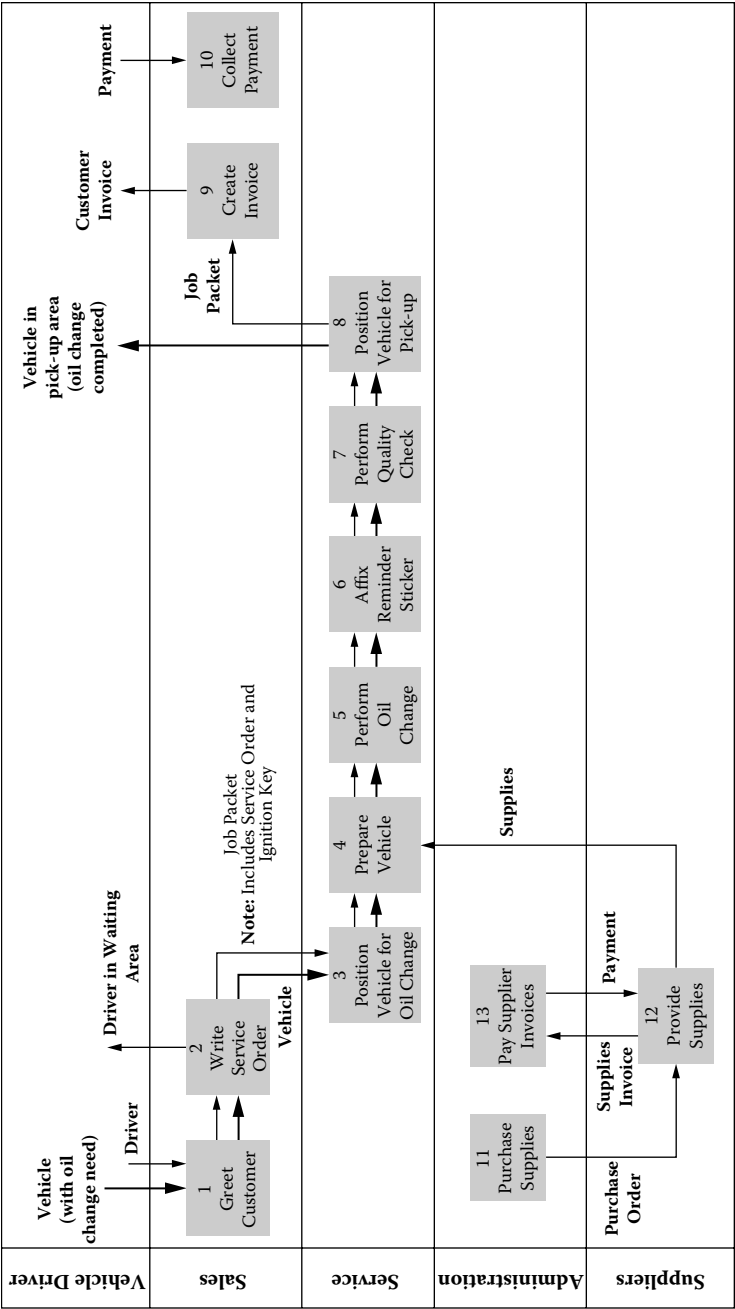 Vehicle Driver
Sales
Service
Administration
Suppliers
Vehicle
(with oil
change need)
Driver
1
Greet
Customer
2
Write
Service
Order
Driver in Waiting
Area
Vehicle
Job Packet
Note: Includes Service Order and
Ignition Key
3
Position
Vehicle for
Oil Change
4
Prepare
Vehicle
5
Perform
Oil
Change
6
Affix
Reminder
Sticker
7
Perform
Quality
Check
8
Position
Vehicle for
Pick-up
Vehicle in
pick-up area
(oil change
completed)
Job
Packet
9
Create
Invoice
Customer
Invoice
10
Collect
Payment
Payment
11
Purchase
Supplies
Purchase
Order
12
Provide
Supplies
Supplies
Invoice
13
Pay Supplier
Invoices
Payment
Supplies